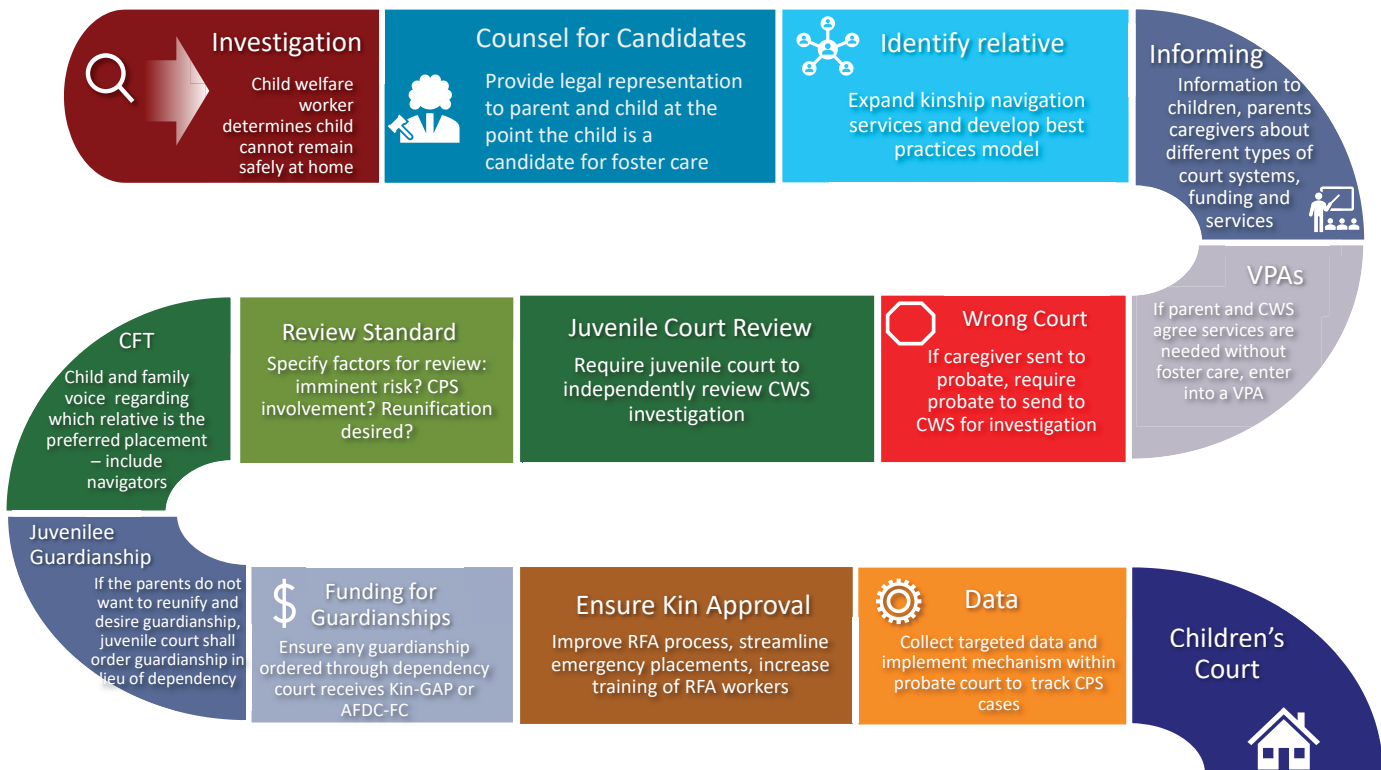 Investigation
Child welfare
worker
determines child
cannot remain
safely at home
Counsel for Candidates
Provide legal representation
to parent and child at the
point the child is a
candidate for foster care
Identify relative
Expand kinship navigation
services and develop best
practices model
Informing
Information to
children, parents
caregivers about
different types of
court systems,
funding and
services
VPAs
If parent and CWS
agree services are
needed without
foster care, enter
into a VPA
Wrong Court
If caregiver sent to
probate, require
probate to send to
CWS for investigation
Juvenile Court Review
Require juvenile court to
independently review CWS
investigation
Review Standard
Specify factors for review:
imminent risk? CPS
involvement? Reunification
desired?
CFT
Child and family
voice regarding
which relative is the
preferred placement
– include
navigators
Juvenilee
Guardianship
If the parents do not
want to reunify and
desire guardianship,
juvenile court shall
order guardianship in
lieu of dependency
$
Funding for
Guardianships
Ensure any guardianship
ordered through dependency
court receives Kin-GAP or
AFDC-FC
Ensure Kin Approval
Improve RFA process, streamline
emergency placements, increase
training of RFA workers
Data
Collect targeted data and
implement mechanism within
probate court to track CPS
cases
Children's
Court